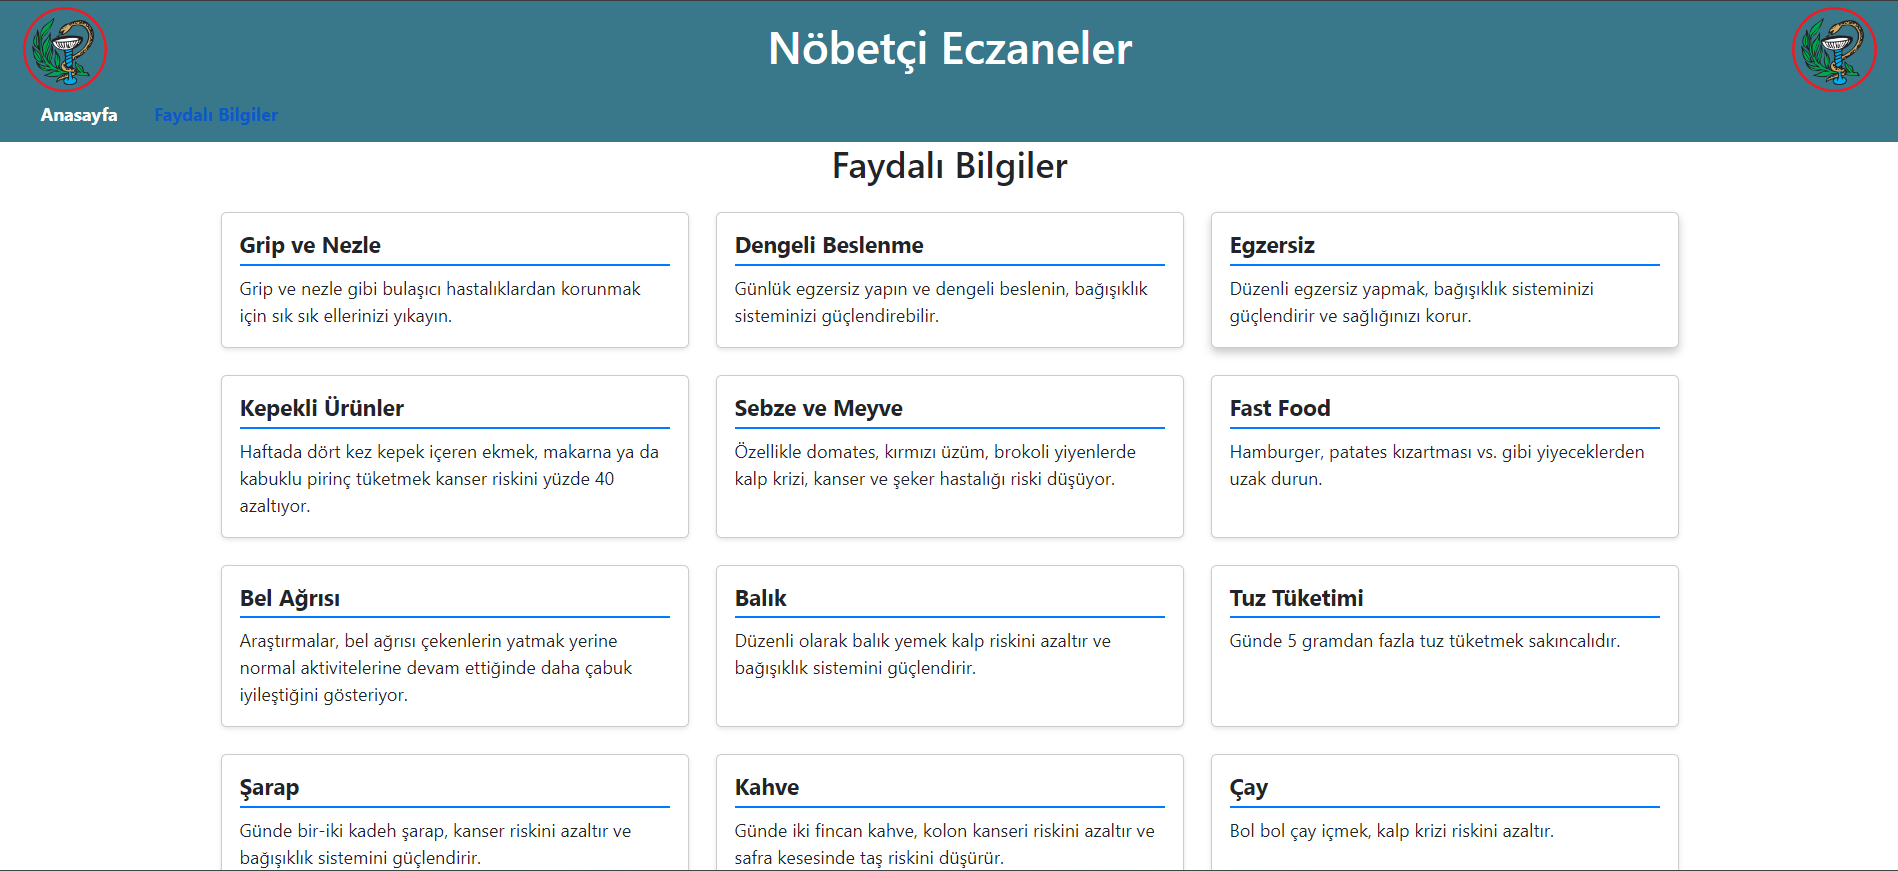 Nöbetçi Eczaneler
Anasayfa Faydalı Bilgiler
Faydalı Bilgiler
Grip ve Nezle
Grip ve nezle gibi bulaşıcı hastalıklardan korunmak
için sık sık ellerinizi yıkayın.
Dengeli Beslenme
Günlük egzersiz yapın ve dengeli beslenin, bağışıklık
sisteminizi güçlendirebilir.
Egzersiz
Düzenli egzersiz yapmak, bağışıklık sisteminizi
güçlendirir ve sağlığınızı korur.
Kepekli Ürünler
Haftada dört kez kepek içeren ekmek, makarna ya da
kabuklu pirinç tüketmek kanser riskini yüzde 40
azaltıyor.
Sebze ve Meyve
Özellikle domates, kırmızı üzüm, brokoli yiyenlerde
kalp krizi, kanser ve şeker hastalığı riski düşüyor.
Fast Food
Hamburger, patates kızartması vs. gibi yiyeceklerden
uzak durun.
Bel Ağrısı
Araştırmalar, bel ağrısı çekenlerin yatmak yerine
normal aktivitelerine devam ettiğinde daha çabuk
iyileştiğini gösteriyor.
Balık
Düzenli olarak balık yemek kalp riskini azaltır ve
bağışıklık sistemini güçlendirir.
Tuz Tüketimi
Günde 5 gramdan fazla tuz tüketmek sakıncalıdır.
Şarap
Günde bir-iki kadeh şarap, kanser riskini azaltır ve
bağışıklık sistemini güçlendirir.
Kahve
Günde iki fincan kahve, kolon kanseri riskini azaltır ve
safra kesesinde taş riskini düşürür.
Çay
Bol bol çay içmek, kalp krizi riskini azaltır.